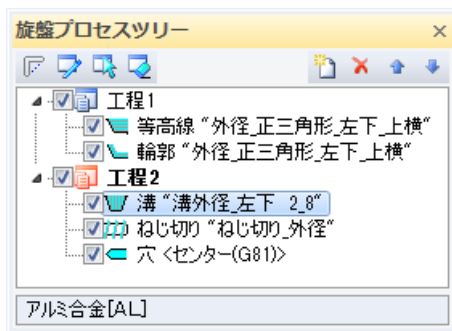 旋盤プロセスツリー
工程1
等高線 “外径_正三角形_左下_上横”
輪郭 “外径_正三角形_左下_上横”
工程2
溝 “溝外径_左下　2_8”
ねじ切り “ねじ切り_外径”
穴 <センター(G81)>
アルミ合金[AL]